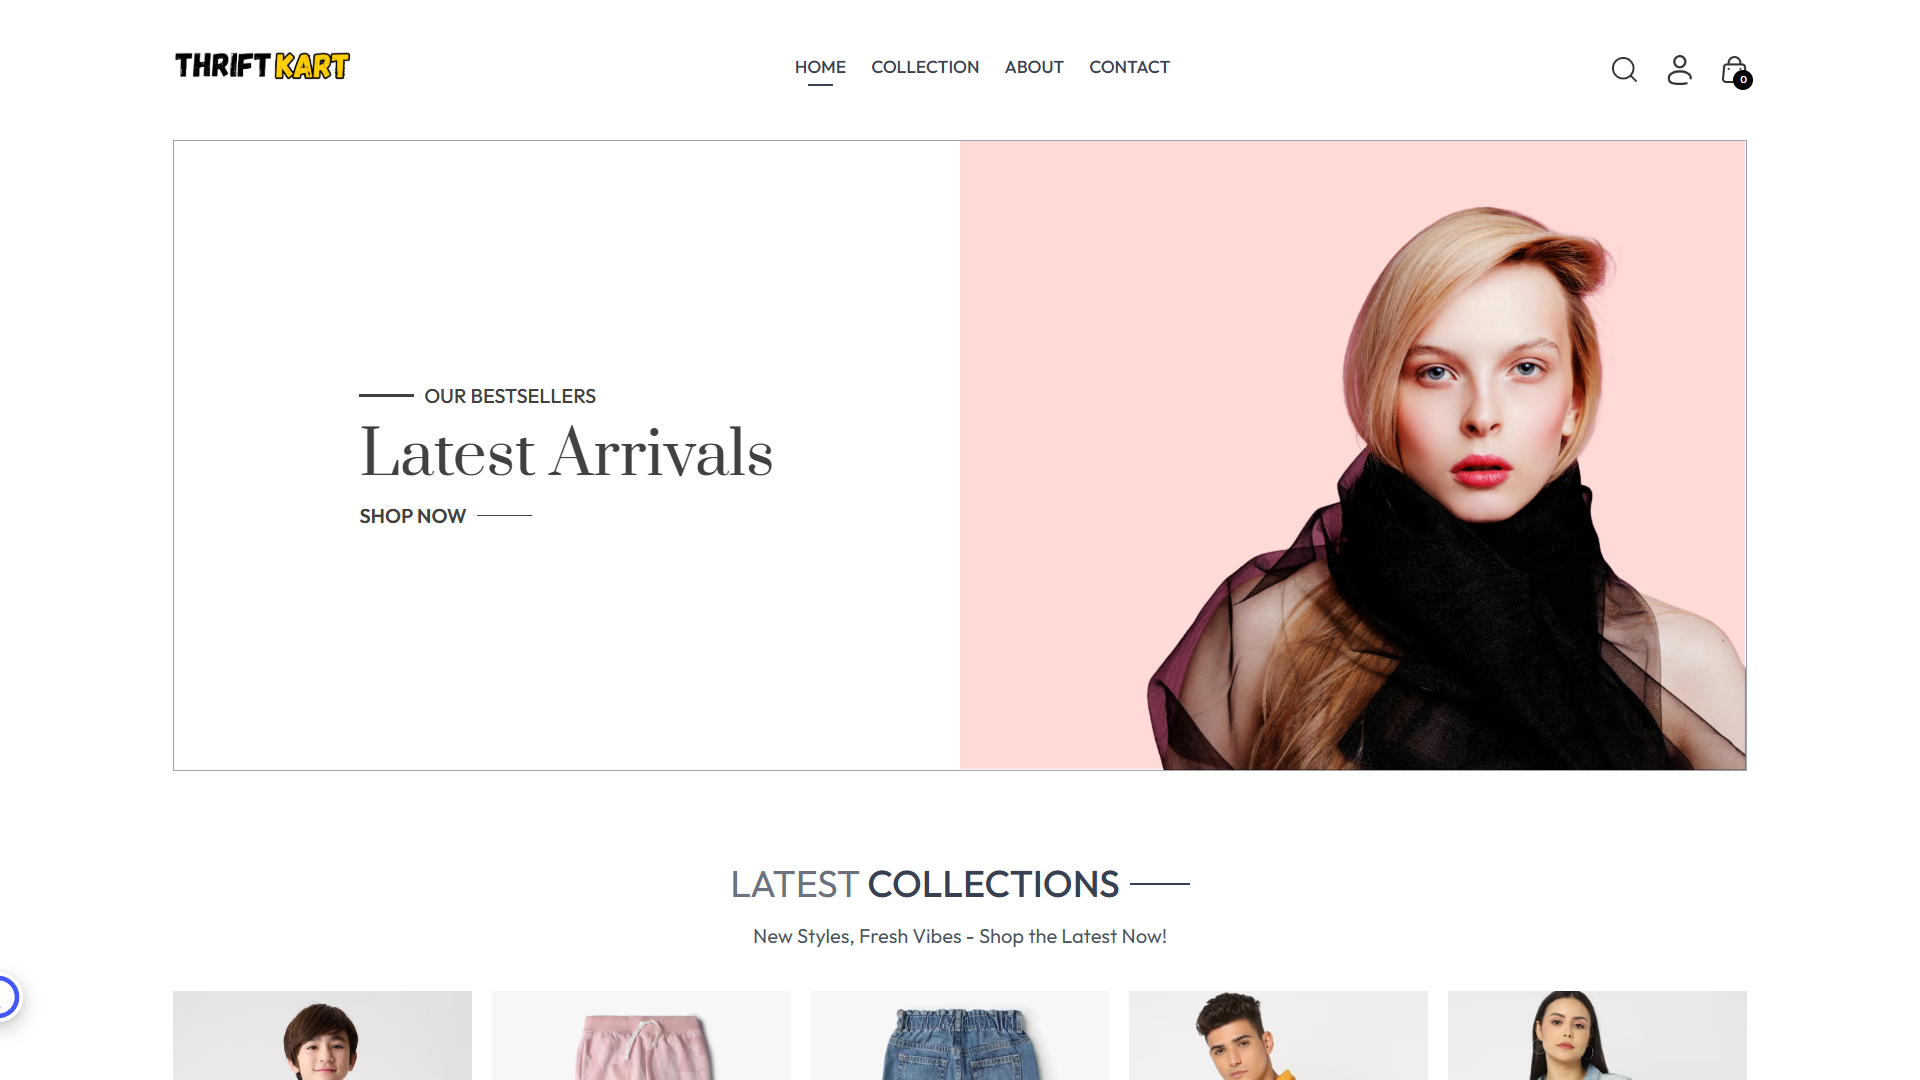 THRIFT KART
HOME COLLECTION ABOUT CONTACT
0
OUR BESTSELLERS
Latest Arrivals
SHOP NOW
LATEST COLLECTIONS
New Styles, Fresh Vibes - Shop the Latest Now!